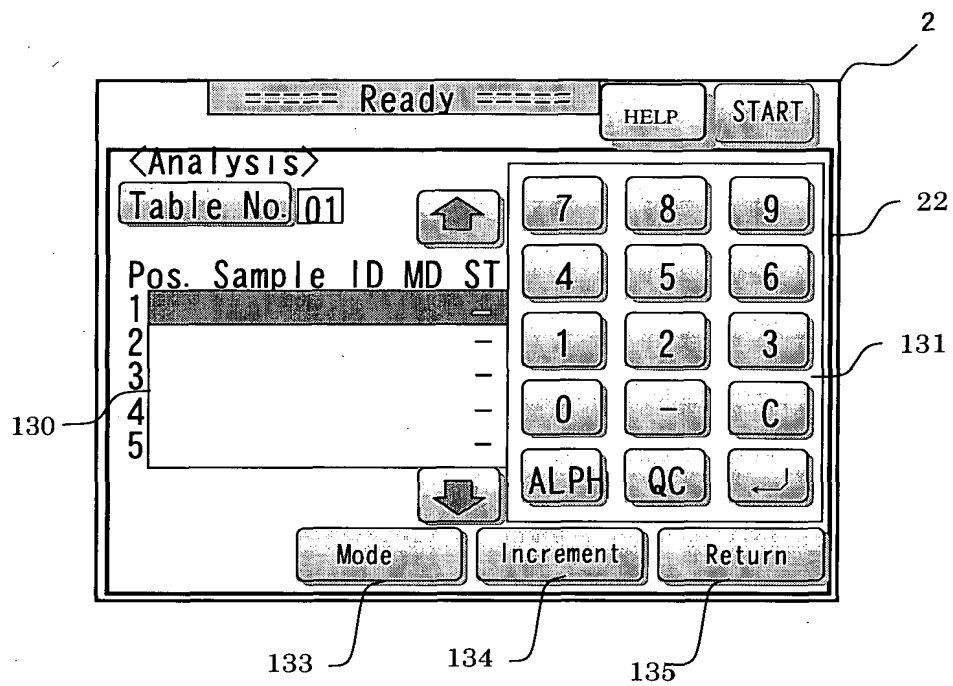 2
===== Ready =====
HELP START
<Analysis>
Table No. 01
Pos. Sample ID MD ST
1 -
2 -
3 -
4 -
5 -
7 8 9
4 5 6
1 2 3
0 - C
ALPH QC
Mode Increment Return
22
131
130
133 134 135